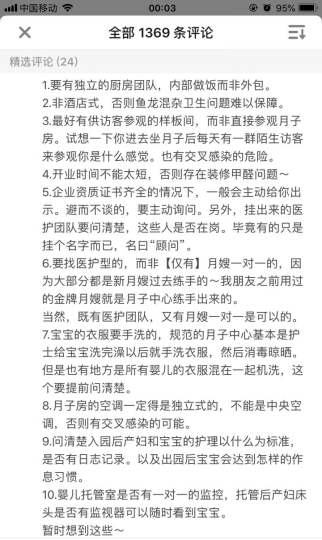 中国移动
00:03
95%
全部 1369 条评论
精选评论 (24)
1.要有独立的厨房团队，内部做饭而非外包。
2.非酒店式，否则鱼龙混杂卫生问题难以保障。
3.最好有供访客参观的样板间，而非直接参观月子
房。试想一下你进去坐月子后每天有一群陌生访客
来参观你是什么感觉。也有交叉感染的危险。
4.开业时间不能太短，否则存在装修甲醛问题～
5.企业资质证书齐全的情况下，一般会主动给你出
示。避而不谈的，要主动询问。另外，挂出来的医
护团队要问清楚，这些人是否在岗。毕竟有的只是
挂个名字而已，名曰“顾问”。
6.要找医护型的，而非【仅有】月嫂一对一的，因
为大部分都是新月嫂过去练手的～我朋友之前用过
的金牌月嫂就是月子中心练手出来的。
当然，既有医护团队，又有月嫂一对一是可以的。
7.宝宝的衣服要手洗的，规范的月子中心基本是护
士给宝宝洗完澡以后就手洗衣服，然后消毒晾晒。
但是也有地方是所有婴儿的衣服混在一起机洗，这
个要提前问清楚。
8.月子房的空调一定得是独立式的，不能是中央空
调，否则有交叉感染的可能。
9.问清楚入园后产妇和宝宝的护理以什么为标准，
是否有日志记录。以及出园后宝宝会达到怎样的作
息习惯。
10.婴儿托管室是否有一对一的监控，托管后产妇床
头是否有监视器可以随时看到宝宝。
暂时想到这些～